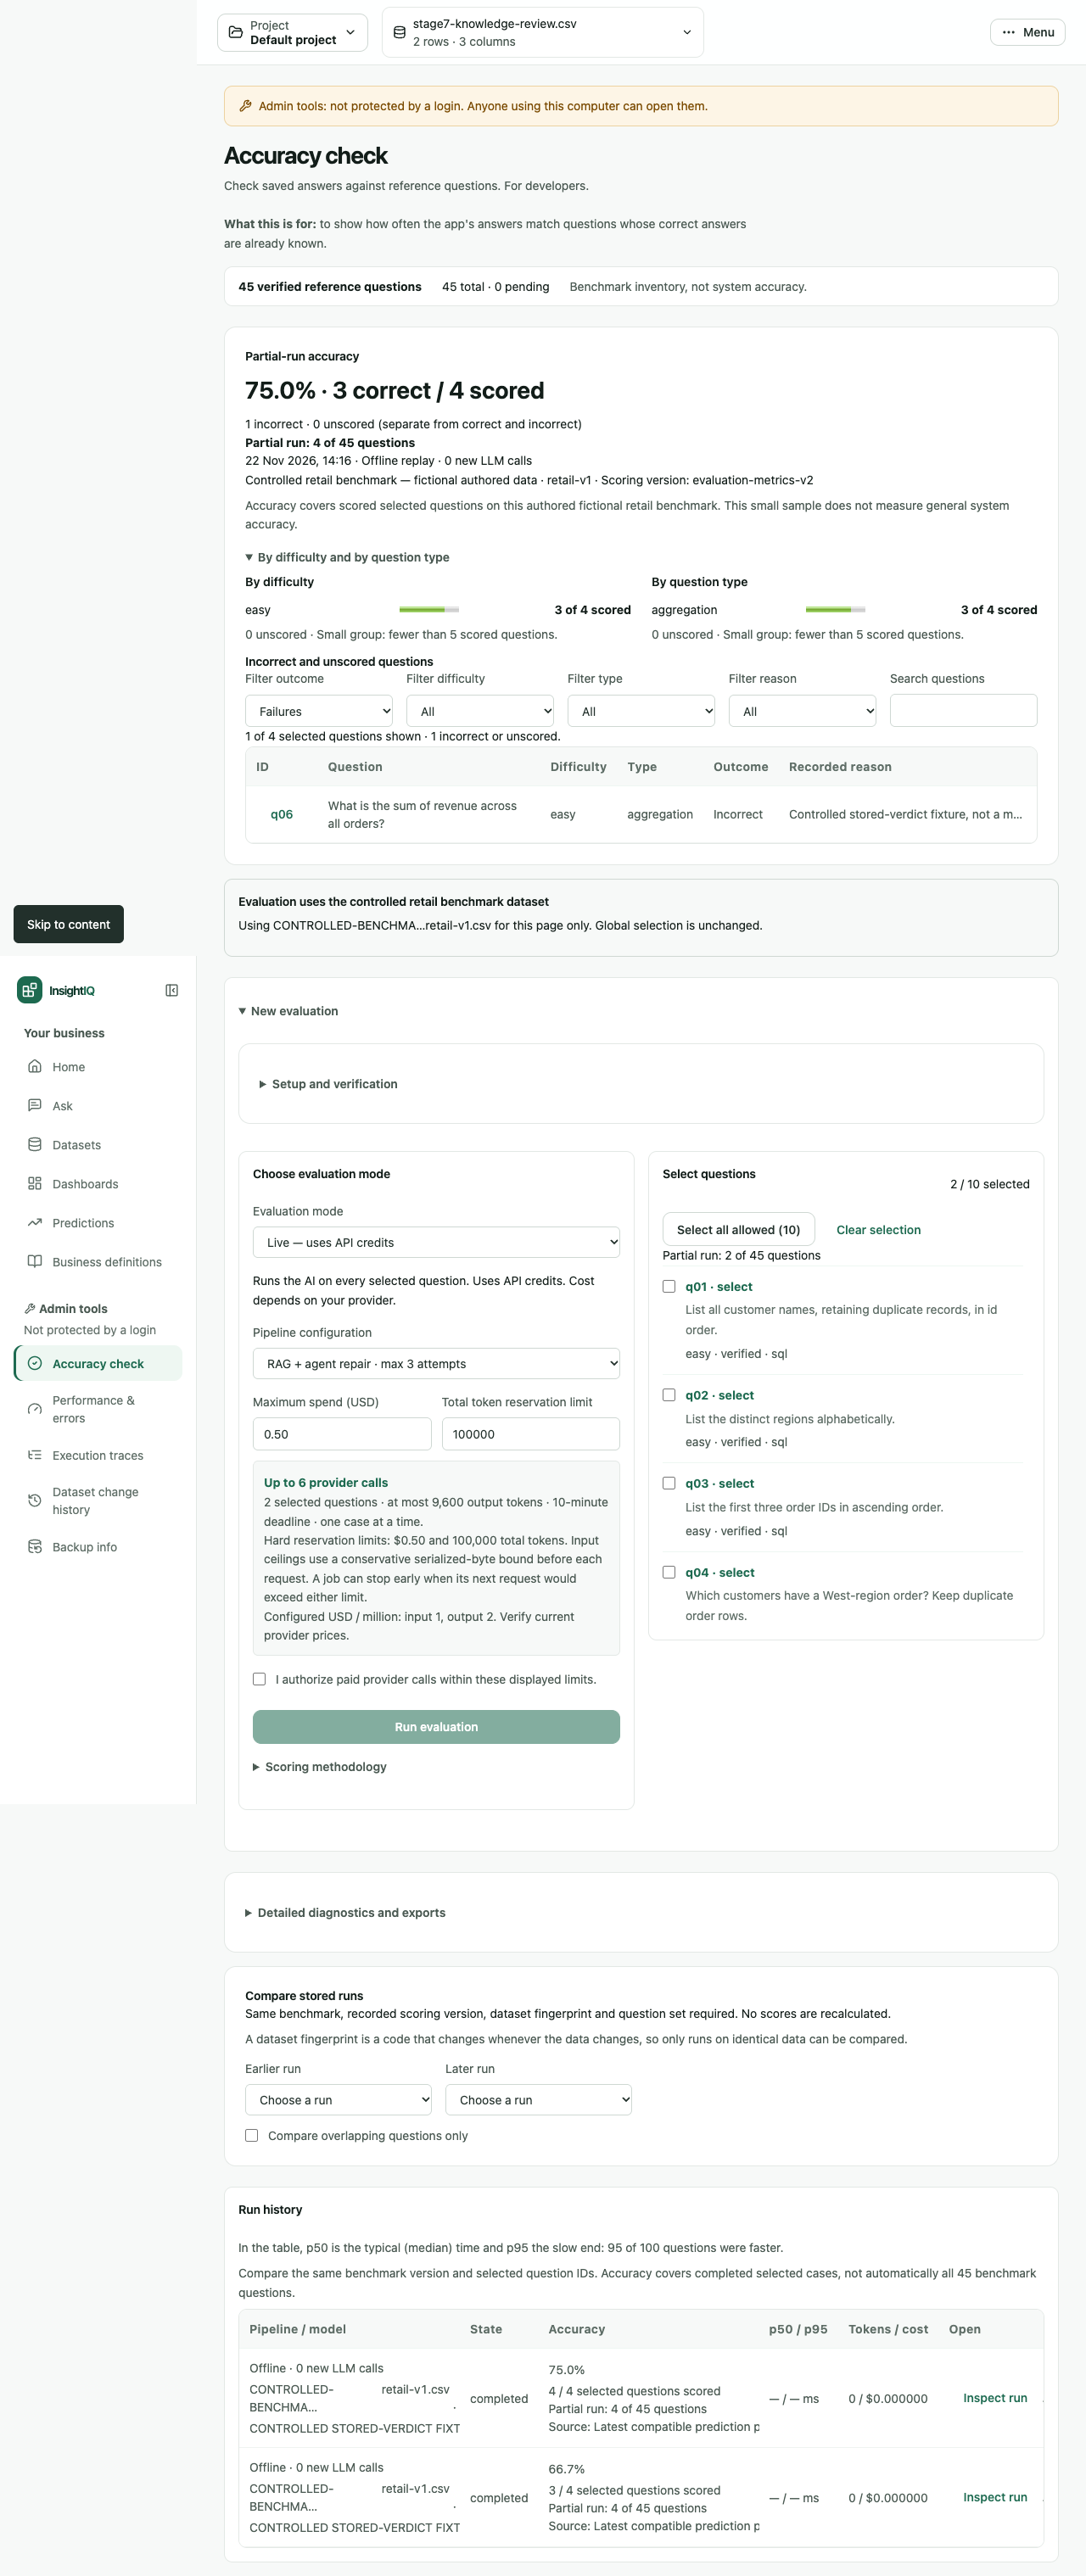 Project
Default project
stage7-knowledge-review.csv
2 rows · 3 columns
Menu
Admin tools: not protected by a login. Anyone using this computer can open them.
Accuracy check
Check saved answers against reference questions. For developers.
What this is for: to show how often the app's answers match questions whose correct answers
are already known.
45 verified reference questions 45 total · 0 pending Benchmark inventory, not system accuracy.
Partial-run accuracy
75.0% · 3 correct / 4 scored
1 incorrect · 0 unscored (separate from correct and incorrect)
Partial run: 4 of 45 questions
22 Nov 2026, 14:16 · Offline replay · 0 new LLM calls
Controlled retail benchmark — fictional authored data · retail-v1 · Scoring version: evaluation-metrics-v2
Accuracy covers scored selected questions on this authored fictional retail benchmark. This small sample does not measure general system
accuracy.
By difficulty and by question type
By difficulty
easy 3 of 4 scored
0 unscored · Small group: fewer than 5 scored questions.
By question type
aggregation 3 of 4 scored
0 unscored · Small group: fewer than 5 scored questions.
Incorrect and unscored questions
Filter outcome Filter difficulty Filter type Filter reason Search questions
Failures All All All
1 of 4 selected questions shown · 1 incorrect or unscored.
ID Question Difficulty Type Outcome Recorded reason
q06 What is the sum of revenue across
all orders? easy aggregation Incorrect Controlled stored-verdict fixture, not a m...
Evaluation uses the controlled retail benchmark dataset
Using CONTROLLED-BENCHMA...retail-v1.csv for this page only. Global selection is unchanged.
Skip to content
InsightIQ
Your business
Home
Ask
Datasets
Dashboards
Predictions
Business definitions
Admin tools
Not protected by a login
Accuracy check
Performance &
errors
Execution traces
Dataset change
history
Backup info
New evaluation
Setup and verification
Choose evaluation mode
Evaluation mode
Live — uses API credits
Runs the AI on every selected question. Uses API credits. Cost
depends on your provider.
Pipeline configuration
RAG + agent repair · max 3 attempts
Maximum spend (USD) Total token reservation limit
0.50 100000
Up to 6 provider calls
2 selected questions · at most 9,600 output tokens · 10-minute
deadline · one case at a time.
Hard reservation limits: $0.50 and 100,000 total tokens. Input
ceilings use a conservative serialized-byte bound before each
request. A job can stop early when its next request would
exceed either limit.
Configured USD / million: input 1, output 2. Verify current
provider prices.
I authorize paid provider calls within these displayed limits.
Run evaluation
Scoring methodology
Select questions
2 / 10 selected
Select all allowed (10) Clear selection
Partial run: 2 of 45 questions
q01 · select
List all customer names, retaining duplicate records, in id
order.
easy · verified · sql
q02 · select
List the distinct regions alphabetically.
easy · verified · sql
q03 · select
List the first three order IDs in ascending order.
easy · verified · sql
q04 · select
Which customers have a West-region order? Keep duplicate
order rows.
Detailed diagnostics and exports
Compare stored runs
Same benchmark, recorded scoring version, dataset fingerprint and question set required. No scores are recalculated.
A dataset fingerprint is a code that changes whenever the data changes, so only runs on identical data can be compared.
Earlier run Later run
Choose a run Choose a run
Compare overlapping questions only
Run history
In the table, p50 is the typical (median) time and p95 the slow end: 95 of 100 questions were faster.
Compare the same benchmark version and selected question IDs. Accuracy covers completed selected cases, not automatically all 45 benchmark
questions.
Pipeline / model State Accuracy p50 / p95 Tokens / cost Open
Offline · 0 new LLM calls
CONTROLLED-
BENCHMA... retail-v1.csv ·
CONTROLLED STORED-VERDICT FIXT
completed
75.0%
4 / 4 selected questions scored
Partial run: 4 of 45 questions
Source: Latest compatible prediction p
— / — ms
0 / $0.000000
Inspect run
Offline · 0 new LLM calls
CONTROLLED-
BENCHMA... retail-v1.csv ·
CONTROLLED STORED-VERDICT FIXT
completed
66.7%
3 / 4 selected questions scored
Partial run: 4 of 45 questions
Source: Latest compatible prediction p
— / — ms
0 / $0.000000
Inspect run